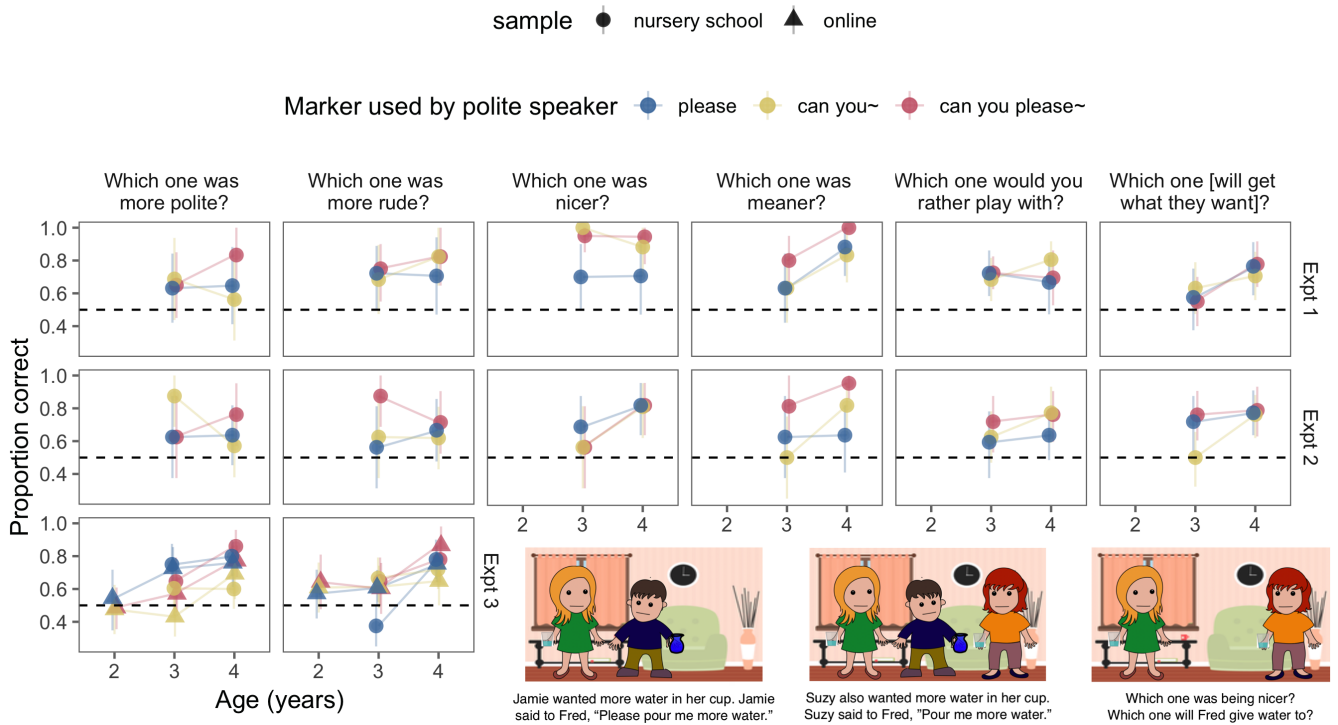 sample nursery school online
Marker used by polite speaker please can you~ can you please~
Which one was more polite?
Which one was more rude?
Which one was nicer?
Which one was meaner?
Which one would you rather play with?
Which one [will get what they want]?
Proportion correct
1.0
0.8
0.6
0.4
Expt 1
1.0
0.8
0.6
0.4
Expt 2
2 3 4
2 3 4
2 3 4
2 3 4
1.0
0.8
0.6
0.4
Expt 3
2 3 4
2 3 4
Age (years)
Jamie wanted more water in her cup. Jamie
said to Fred, “Please pour me more water.”
Suzy also wanted more water in her cup.
Suzy said to Fred, ”Pour me more water.”
Which one was being nicer?
Which one will Fred give water to?